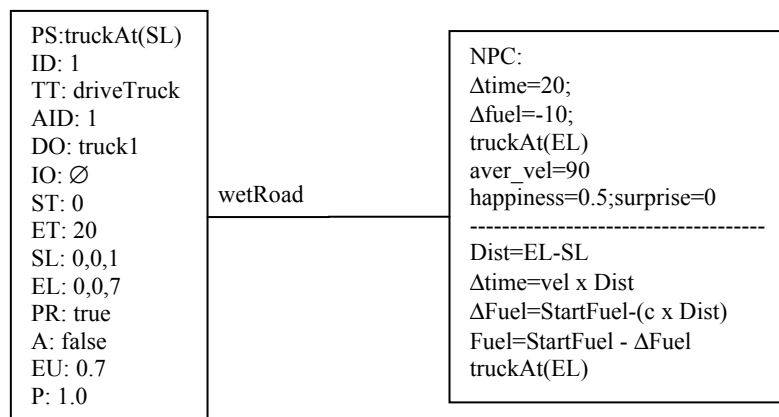 PS:truckAt(SL)
ID: 1
TT: driveTruck
AID: 1
DO: truck1
IO: ∅
ST: 0
ET: 20
SL: 0,0,1
EL: 0,0,7
PR: true
A: false
EU: 0.7
P: 1.0
wetRoad
NPC:
Δtime=20;
Δfuel=-10;
truckAt(EL)
aver_vel=90
happiness=0.5;surprise=0
-------------------------------------
Dist=EL-SL
Δtime=vel x Dist
ΔFuel=StartFuel-(c x Dist)
Fuel=StartFuel - ΔFuel
truckAt(EL)